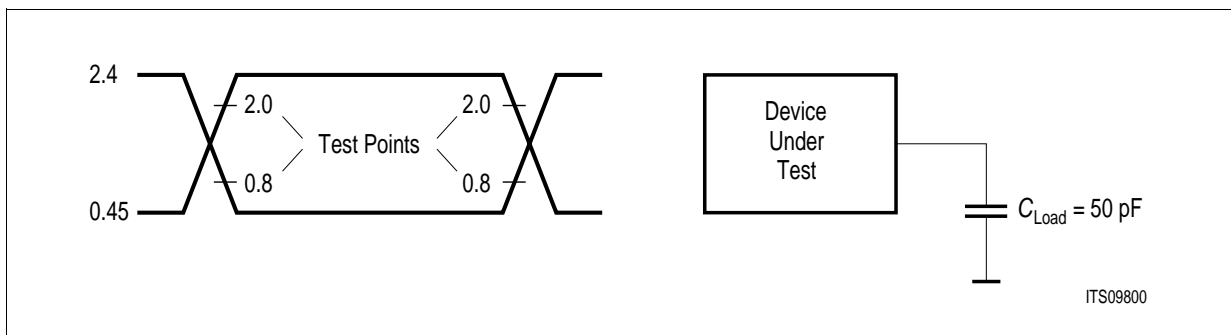 2.4
2.0
2.0
Test Points
0.8
0.8
0.45
Device
Under
Test
C Load = 50 pF
ITS09800